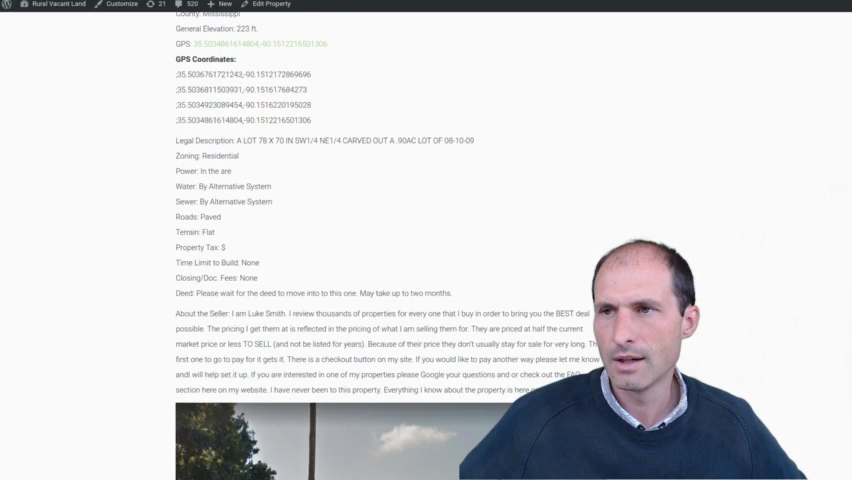 Rural Vacant Land Customize 21 520 New Edit Property
County: Mississippi
General Elevation: 223 ft.
GPS: 35.5034861614804,-90.1512216501306
GPS Coordinates:
;35.5036761721243,-90.1512172869696
;35.5036811503931,-90.151617684273
;35.5034923089454,-90.1516220195028
;35.5034861614804,-90.1512216501306
Legal Description: A LOT 78 X 70 IN SW1/4 NE1/4 CARVED OUT A .90AC LOT OF 08-10-09
Zoning: Residential
Power: In the are
Water: By Alternative System
Sewer: By Alternative System
Roads: Paved
Terrain: Flat
Property Tax: $
Time Limit to Build: None
Closing/Doc. Fees: None
Deed: Please wait for the deed to move into to this one. May take up to two months.
About the Seller: I am Luke Smith. I review thousands of properties for every one that I buy in order to bring you the BEST deal
possible. The pricing I get them at is reflected in the pricing of what I am selling them for. They are priced at half the current
market price or less TO SELL (and not be listed for years). Because of their price they don't usually stay for sale for very long. Th
first one to go to pay for it gets it. There is a checkout button on my site. If you would like to pay another way please let me know
andI will help set it up. If you are interested in one of my properties please Google your questions and or check out the FAQ
section here on my website. I have never been to this property. Everything I know about the property is here